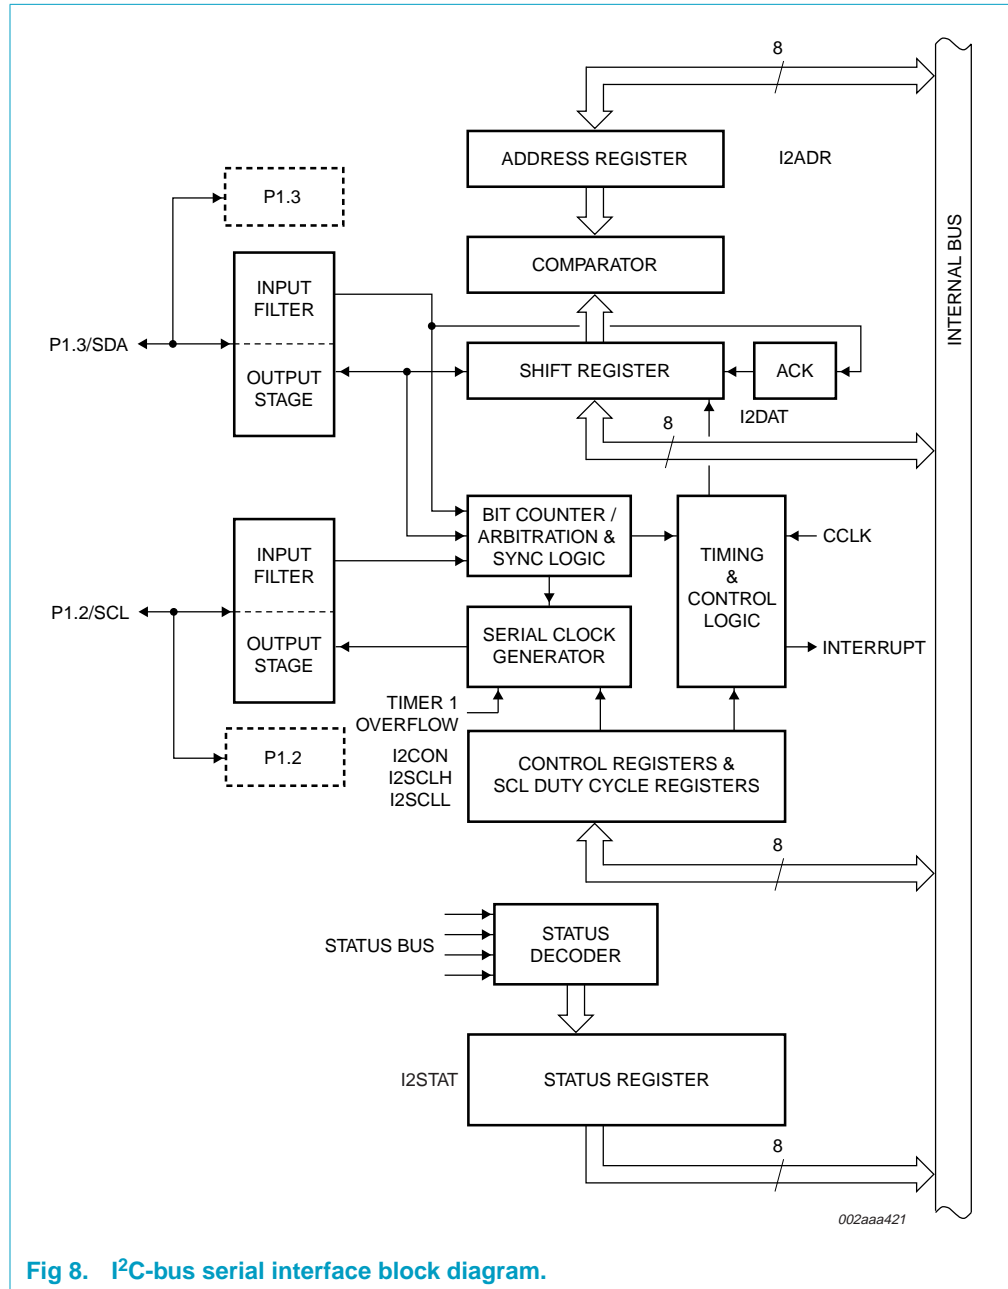 8
ADDRESS REGISTER
I2ADR
P1.3
INTERNAL BUS
COMPARATOR
INPUT
FILTER
P1.3/SDA
OUTPUT
STAGE
SHIFT REGISTER
ACK
I2DAT
8
BIT COUNTER /
ARBITRATION &
SYNC LOGIC
INPUT
FILTER
TIMING
&
CONTROL
LOGIC
CCLK
P1.2/SCL
OUTPUT
STAGE
SERIAL CLOCK
GENERATOR
INTERRUPT
TIMER 1
OVERFLOW
P1.2
I2CON
I2SCLH
I2SCLL
CONTROL REGISTERS &
SCL DUTY CYCLE REGISTERS
8
STATUS BUS
STATUS
DECODER
I2STAT
STATUS REGISTER
8
002aaa421
Fig 8. I²C-bus serial interface block diagram.